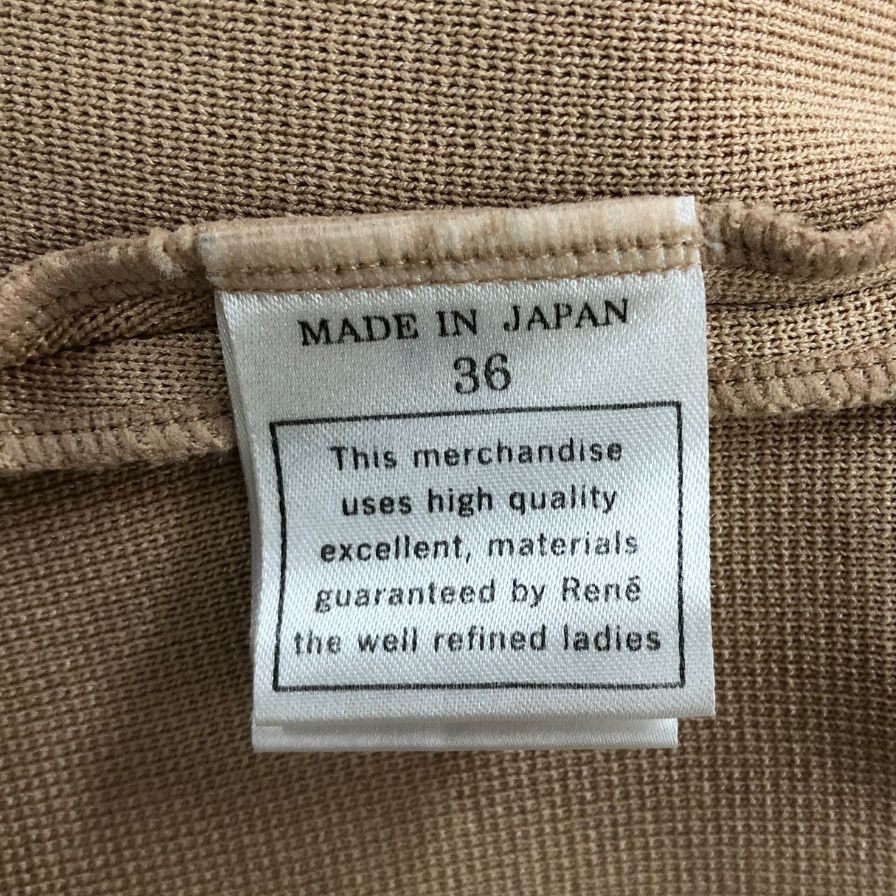 MADE IN JAPAN
36
This merchandise
uses high quality
excellent, materials
guaranteed by René
the well refined ladies